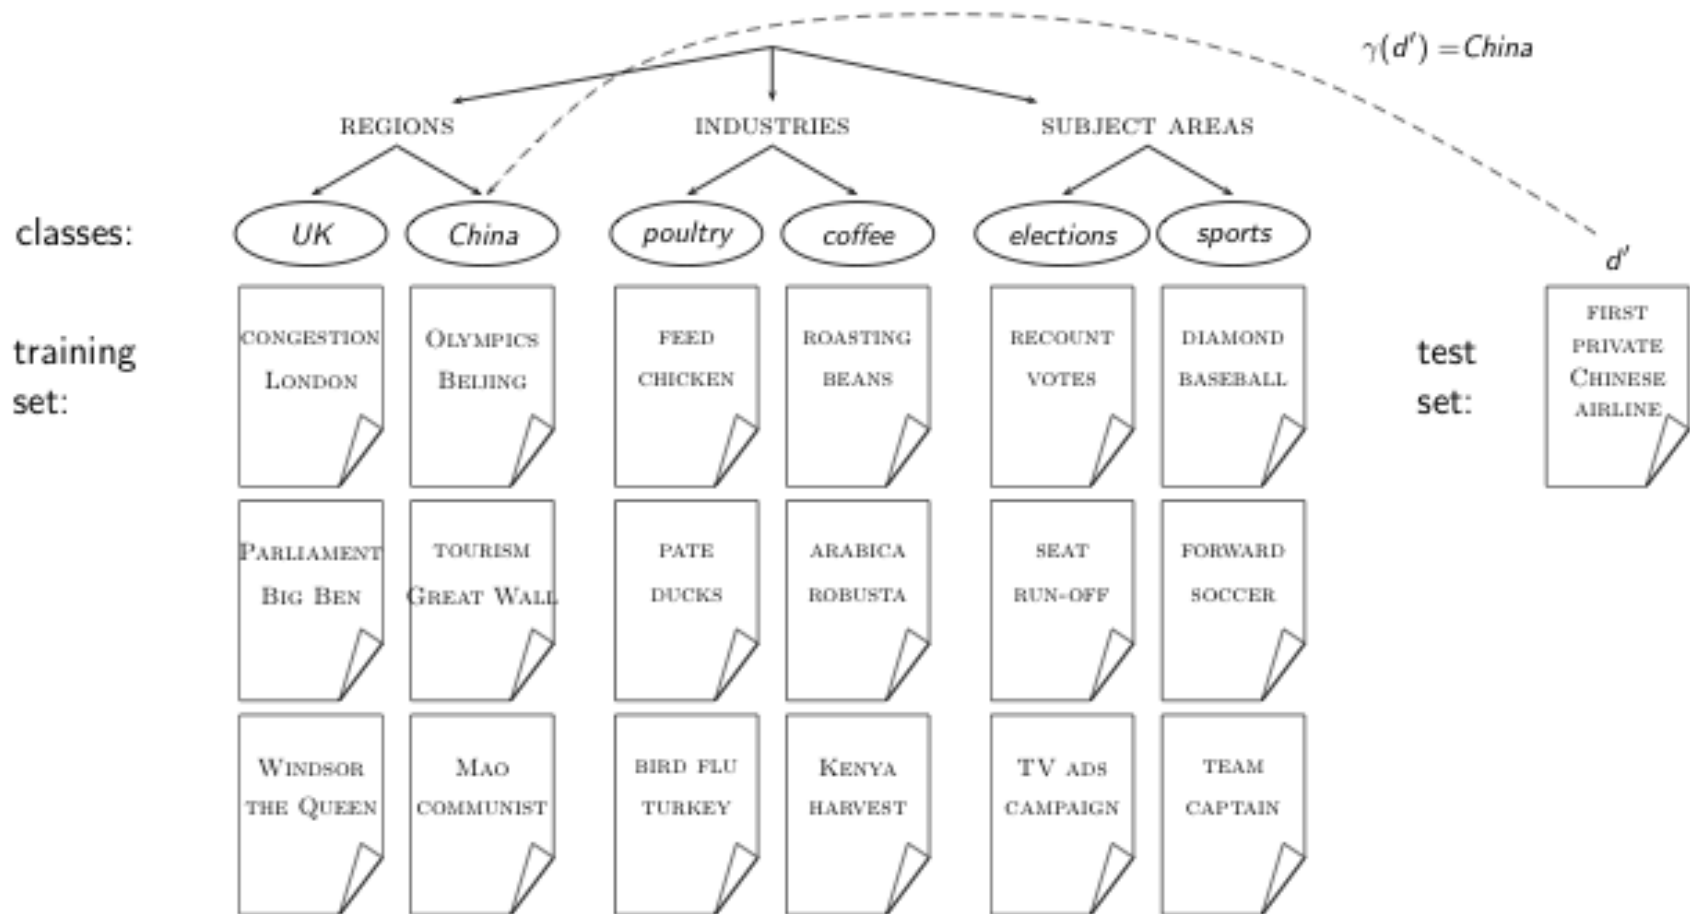 γ(d′) =China
REGIONS INDUSTRIES SUBJECT AREAS
classes: UK China poultry coffee elections sports
d′
FIRST
PRIVATE
CHINESE
AIRLINE
training set:
test set:
CONGESTION
LONDON
OLYMPICS
BEIJING
FEED
CHICKEN
ROASTING
BEANS
RECOUNT
VOTES
DIAMOND
BASEBALL
PARLIAMENT
BIG BEN
TOURISM
GREAT WALL
PATE
DUCKS
ARABICA
ROBUSTA
SEAT
RUN-OFF
FORWARD
SOCCER
WINDSOR
THE QUEEN
MAO
COMMUNIST
BIRD FLU
TURKEY
KENYA
HARVEST
TV ADS
CAMPAIGN
TEAM
CAPTAIN